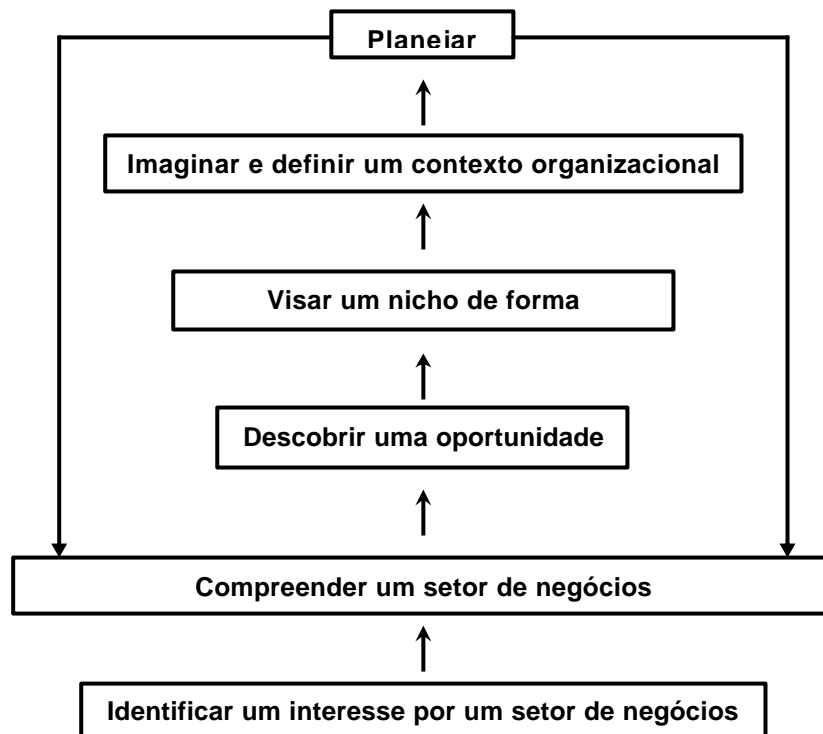 Planejar
Imaginar e definir um contexto organizacional
Visar um nicho de forma
Descobrir uma oportunidade
Compreender um setor de negócios
Identificar um interesse por um setor de negócios